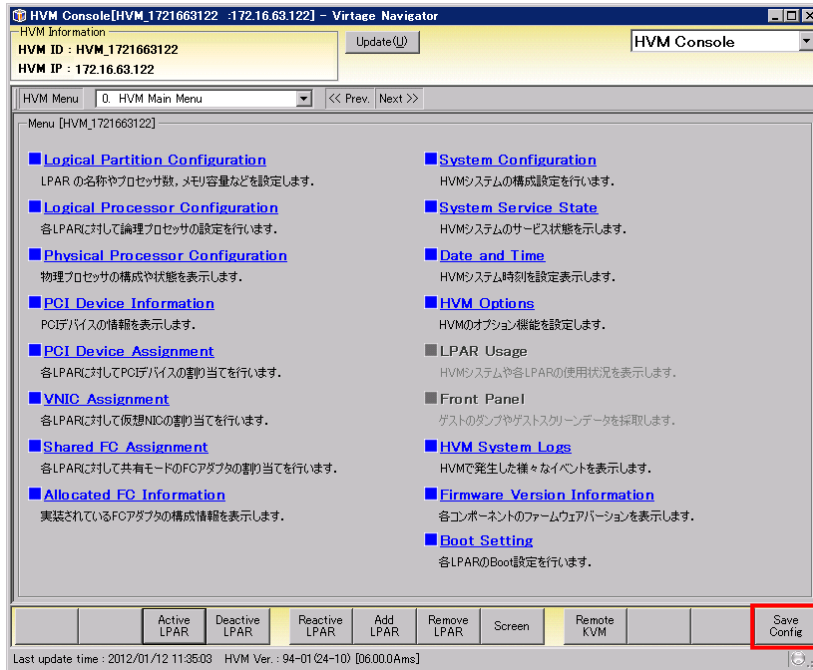 HVM Console[HVM_1721663122 :172.16.63.122] - Virtage Navigator
HVM Information
HVM ID : HVM_1721663122
HVM IP : 172.16.63.122
Update(U)
HVM Console
HVM Menu
0. HVM Main Menu
<< Prev.
Next >>
Menu [HVM_1721663122]
Logical Partition Configuration
LPAR の名称やプロセッサ数, メモリ容量などを設定します.
Logical Processor Configuration
各LPARに対して論理プロセッサの設定を行います.
Physical Processor Configuration
物理プロセッサの構成や状態を表示します.
PCI Device Information
PCIデバイスの情報を表示します.
PCI Device Assignment
各LPARに対してPCIデバイスの割り当てを行います.
VNIC Assignment
各LPARに対して仮想NICの割り当てを行います.
Shared FC Assignment
各LPARに対して共有モードのFCアダプタの割り当てを行います.
Allocated FC Information
実装されているFCアダプタの構成情報を表示します.
System Configuration
HVMシステムの構成設定を行います.
System Service State
HVMシステムのサービス状態を示します.
Date and Time
HVMシステム時刻を設定表示します.
HVM Options
HVMのオプション機能を設定します.
LPAR Usage
HVMシステムや各LPARの使用状況を表示します.
Front Panel
ゲストのダンプやゲストスクリーンデータを採取します.
HVM System Logs
HVMで発生した様々なイベントを表示します.
Firmware Version Information
各コンポーネントのファームウェアバージョンを表示します.
Boot Setting
各LPARのBoot設定を行います.
Active LPAR
Deactive LPAR
Reactive LPAR
Add LPAR
Remove LPAR
Screen
Remote KVM
Save Config
Last update time : 2012/01/12 11:35:03 HVM Ver. : 94-01(24-10) [06.00.0Ams]